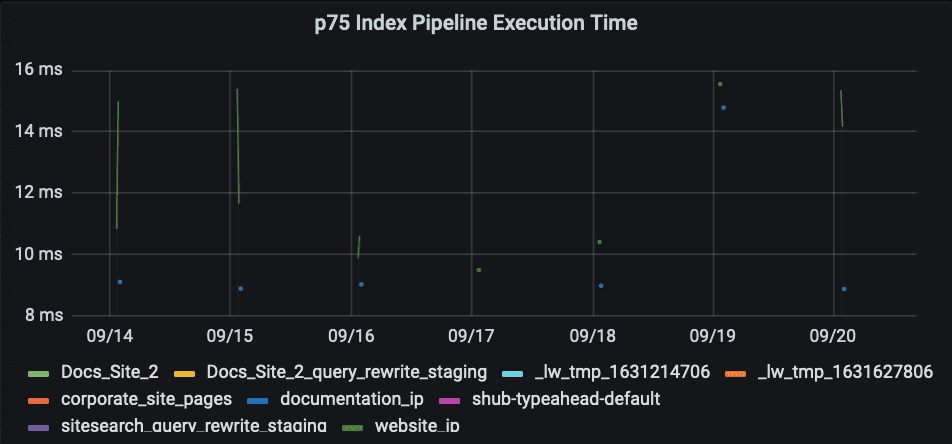 p75 Index Pipeline Execution Time
16 ms
14 ms
12 ms
10 ms
8 ms
09/14 09/15 09/16 09/17 09/18 09/19 09/20
Docs_Site_2 Docs_Site_2_query_rewrite_staging _lw_tmp_1631214706 _lw_tmp_1631627806
corporate_site_pages documentation_ip shub-typeahead-default
sitesearch_query_rewrite_staging website_ip